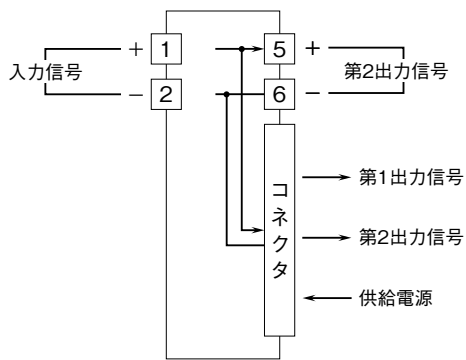 + 1 5 +
入力信号 第2出力信号
− 2 6 −
コネクタ
第1出力信号
第2出力信号
供給電源